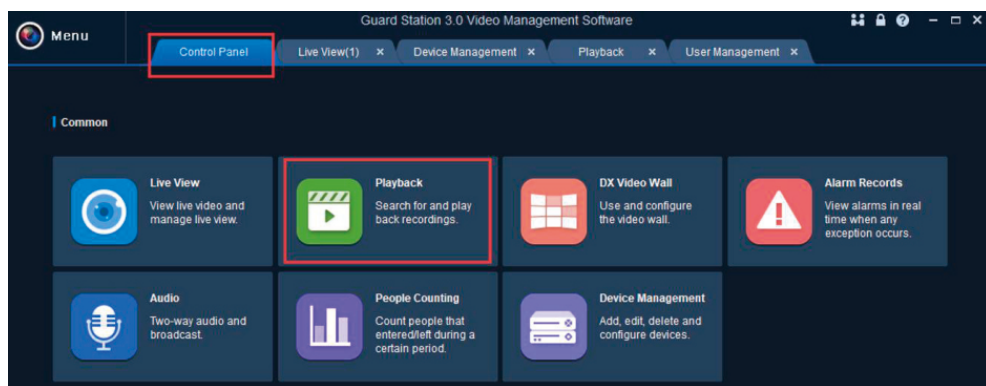 Guard Station 3.0 Video Management Software
Menu
Control Panel
Live View(1)
Device Management
Playback
User Management
Common
Live View
View live video and
manage live view.
Playback
Search for and play
back recordings.
DX Video Wall
Use and configure
the video wall.
Alarm Records
View alarms in real
time when any
exception occurs.
Audio
Two-way audio and
broadcast.
People Counting
Count people that
entered/left during a
certain period.
Device Management
Add, edit, delete and
configure devices.